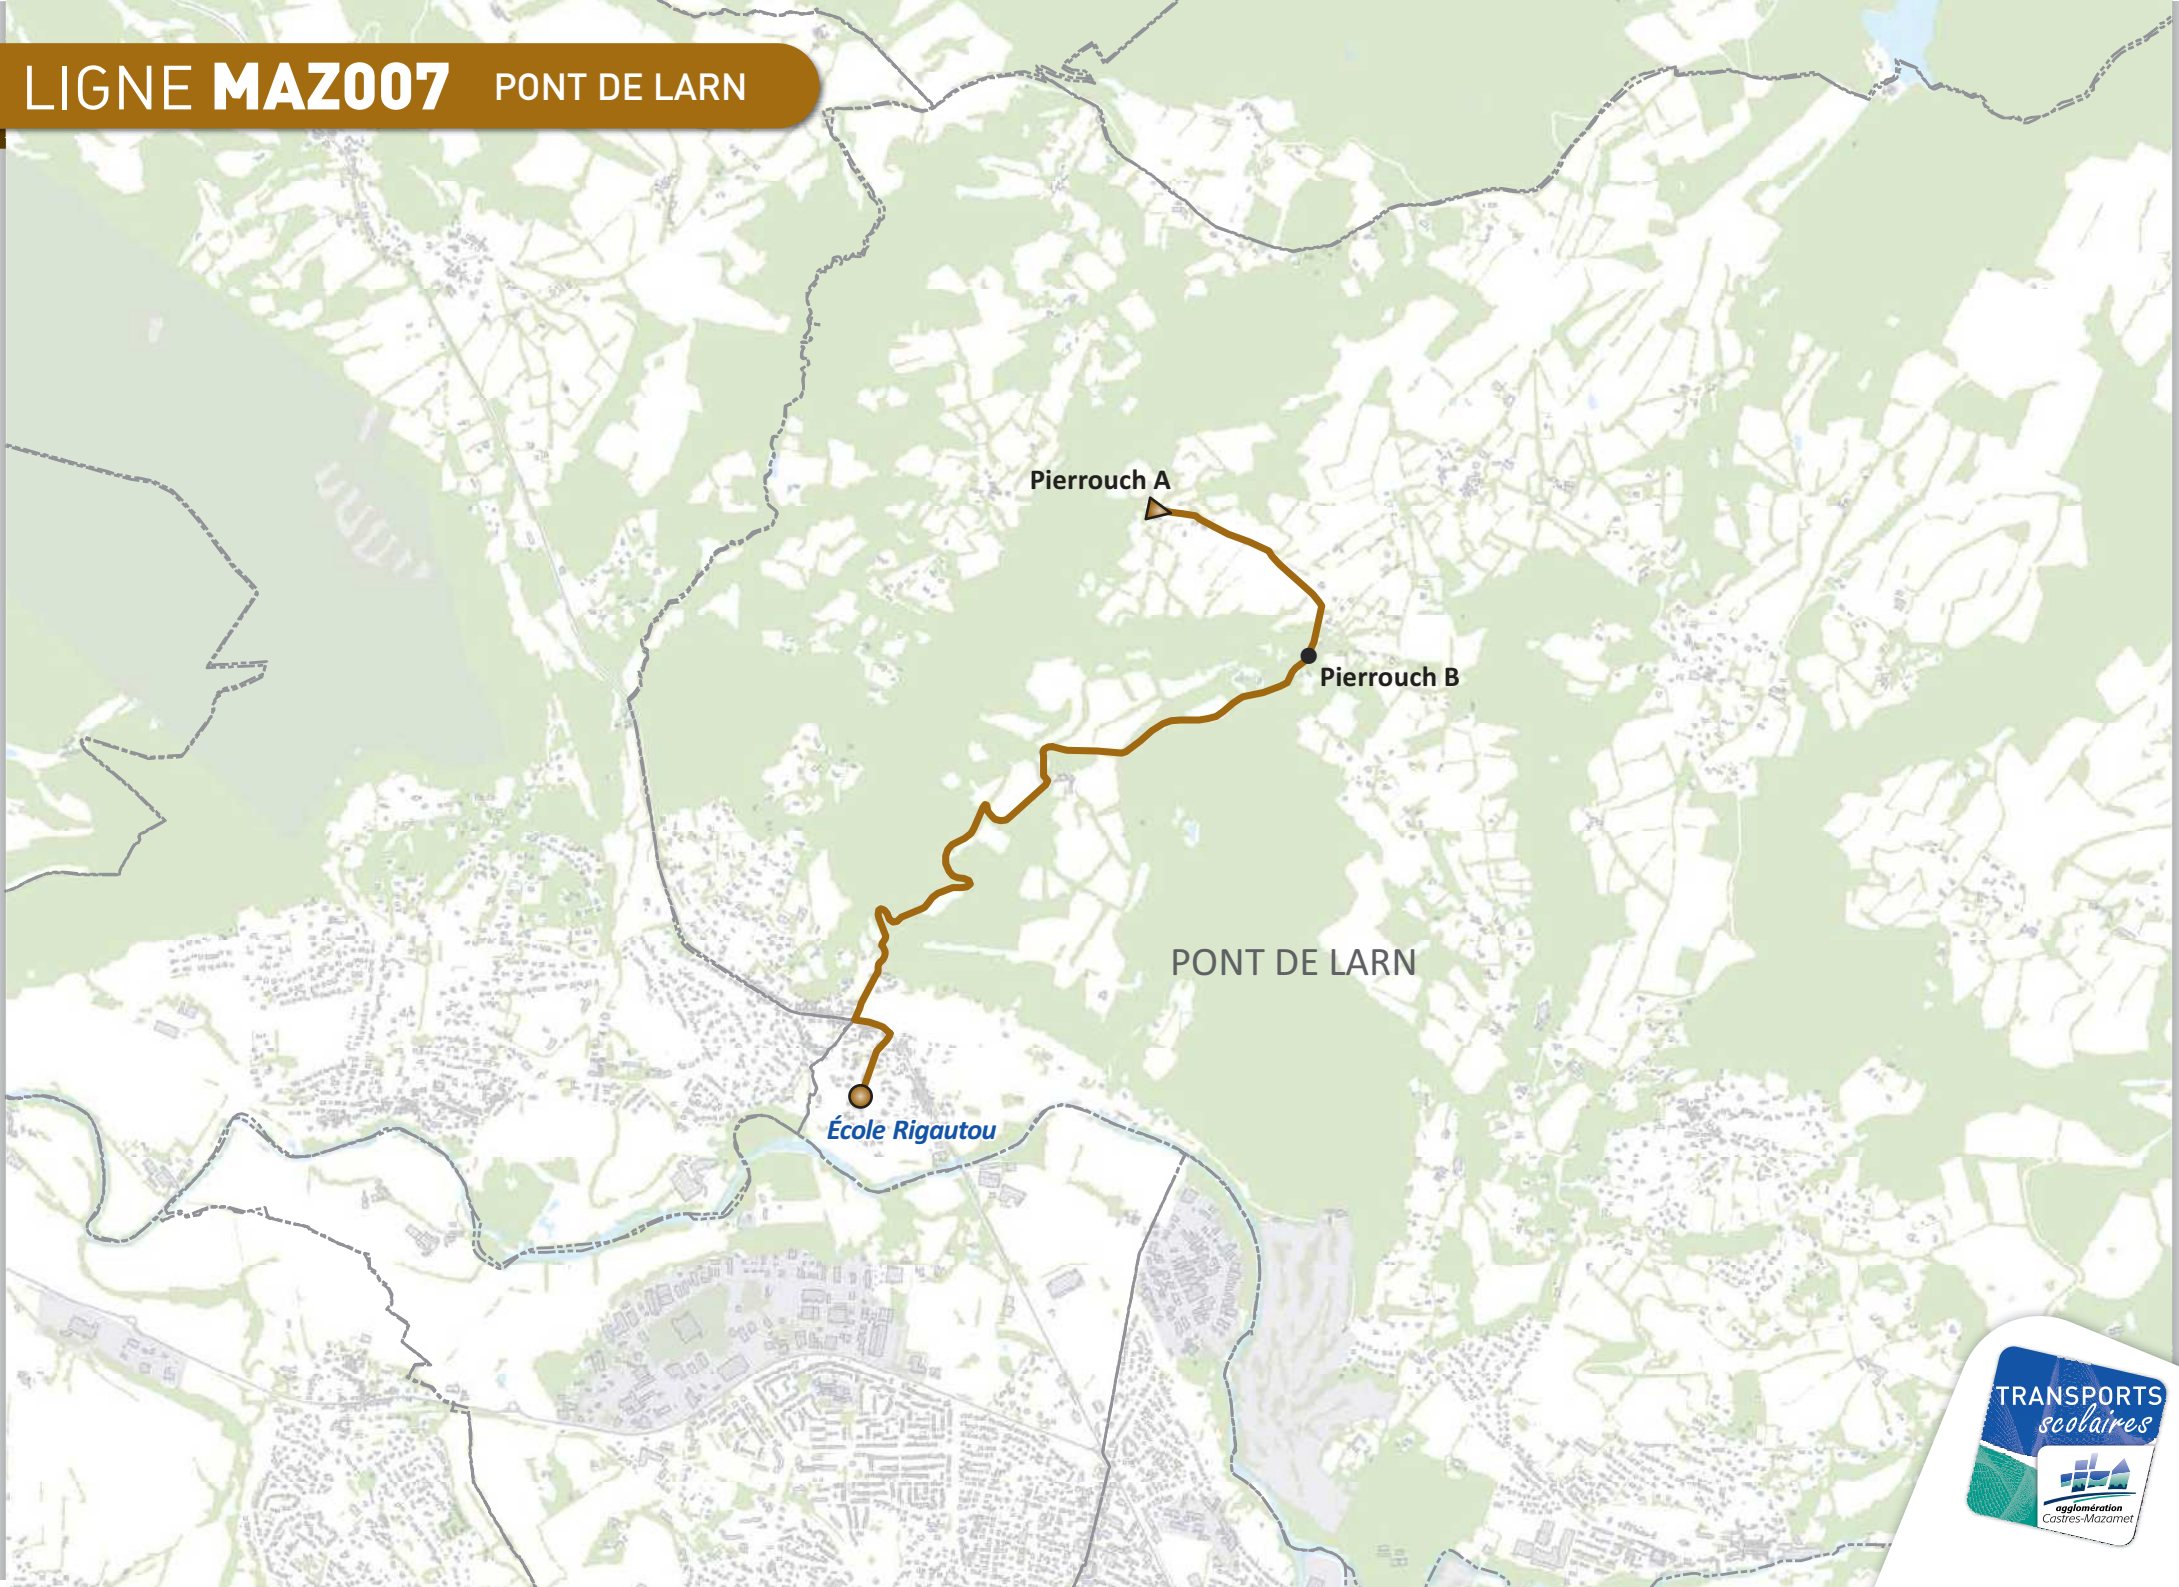 LIGNE MAZ007 PONT DE LARN
Pierrouch A
Pierrouch B
PONT DE LARN
École Rigautou
TRANSPORTS
scolaires
agglomération
Castres-Mazamet